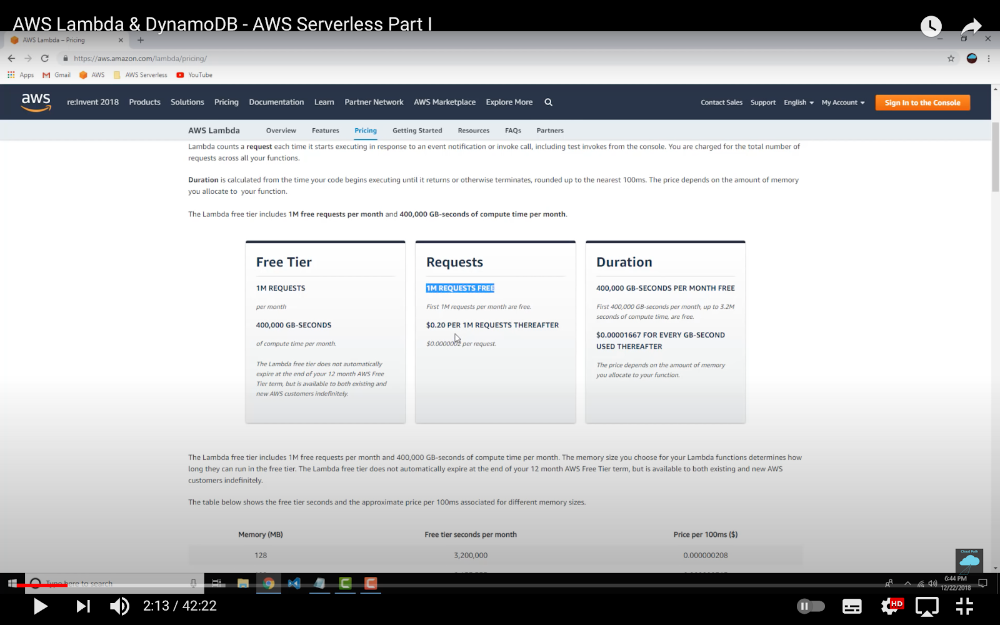 AWS Lambda & DynamoDB - AWS Serverless Part I
AWS Lambda – Pricing
https://aws.amazon.com/lambda/pricing/
Apps Gmail AWS AWS Serverless YouTube
aws re:Invent 2018 Products Solutions Pricing Documentation Learn Partner Network AWS Marketplace Explore More Contact Sales Support English My Account Sign In to the Console
AWS Lambda Overview Features Pricing Getting Started Resources FAQs Partners
Lambda counts a request each time it starts executing in response to an event notification or invoke call, including test invokes from the console. You are charged for the total number of
requests across all your functions.
Duration is calculated from the time your code begins executing until it returns or otherwise terminates, rounded up to the nearest 100ms. The price depends on the amount of memory
you allocate to your function.
The Lambda free tier includes 1M free requests per month and 400,000 GB-seconds of compute time per month.
Free Tier
1M REQUESTS
per month
400,000 GB-SECONDS
of compute time per month.
The Lambda free tier does not automatically
expire at the end of your 12 month AWS Free
Tier term, but is available to both existing and
new AWS customers indefinitely.
Requests
1M REQUESTS FREE
First 1M requests per month are free.
$0.20 PER 1M REQUESTS THEREAFTER
$0.0000002 per request.
Duration
400,000 GB-SECONDS PER MONTH FREE
First 400,000 GB-seconds per month, up to 3.2M
seconds of compute time, are free.
$0.00001667 FOR EVERY GB-SECOND
USED THEREAFTER
The price depends on the amount of memory
you allocate to your function.
The Lambda free tier includes 1M free requests per month and 400,000 GB-seconds of compute time per month. The memory size you choose for your Lambda functions determines how
long they can run in the free tier. The Lambda free tier does not automatically expire at the end of your 12 month AWS Free Tier term, but is available to both existing and new AWS
customers indefinitely.
The table below shows the free tier seconds and the approximate price per 100ms associated for different memory sizes.
Memory (MB) Free tier seconds per month Price per 100ms ($)
128 3,200,000 0.000000208
Cloud Path
Type here to search
6:44 PM
12/22/2018
2:13 / 42:22
HD